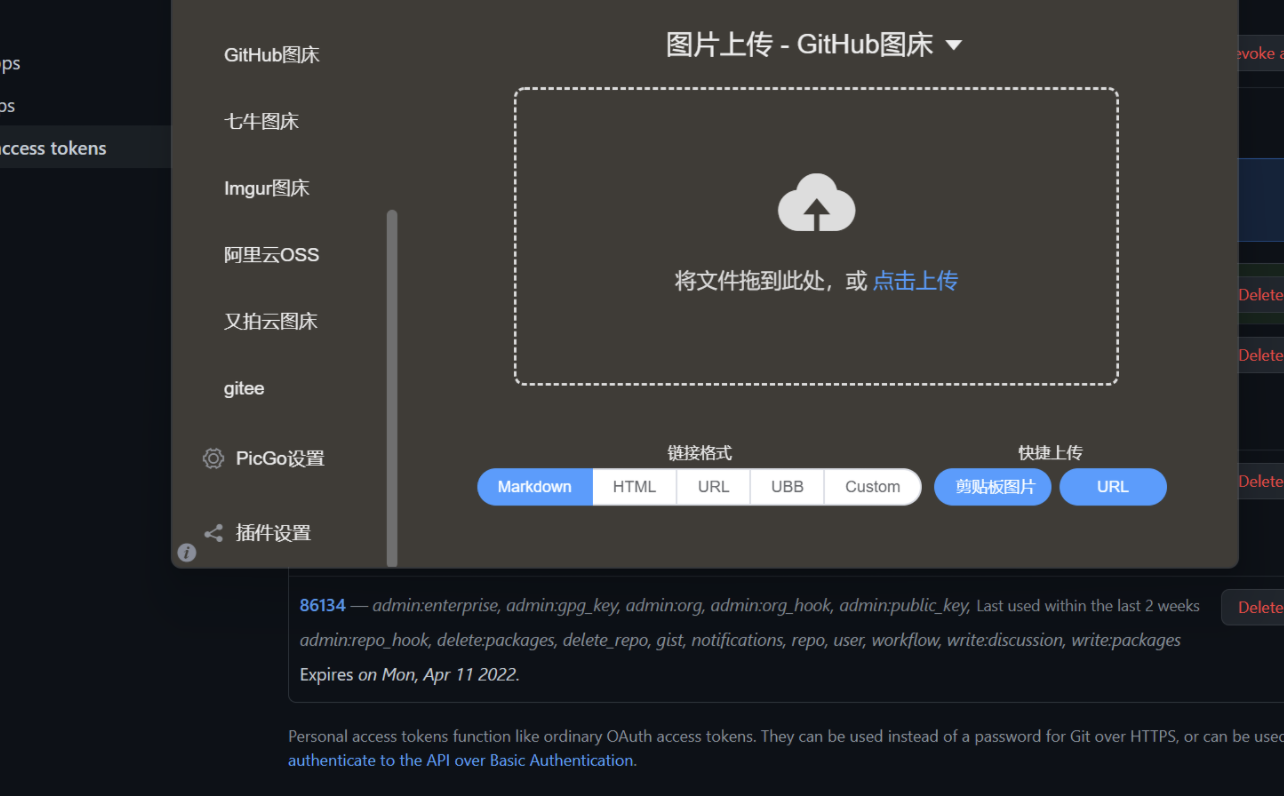 GitHub图床
七牛图床
Imgur图床
阿里云OSS
又拍云图床
gitee
PicGo设置
插件设置
图片上传 - GitHub图床
将文件拖到此处，或 点击上传
链接格式
快捷上传
Markdown HTML URL UBB Custom
剪贴板图片 URL
access tokens
Delete
Delete
Delete
86134 — admin:enterprise, admin:gpg_key, admin:org, admin:org_hook, admin:public_key, Last used within the last 2 weeks
Delete
admin:repo_hook, delete:packages, delete_repo, gist, notifications, repo, user, workflow, write:discussion, write:packages
Expires on Mon, Apr 11 2022.
Personal access tokens function like ordinary OAuth access tokens. They can be used instead of a password for Git over HTTPS, or can be used
authenticate to the API over Basic Authentication.